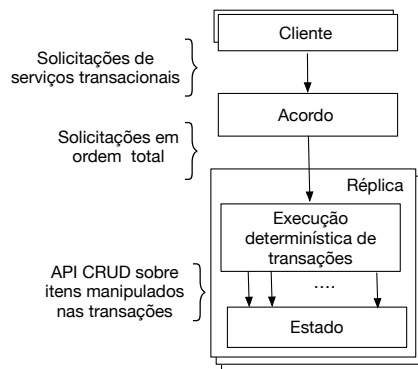 Cliente
Solicitações de
serviços transacionais
Acordo
Solicitações em
ordem total
Réplica
Execução
determinística de
transações
API CRUD sobre
itens manipulados
nas transações
....
Estado